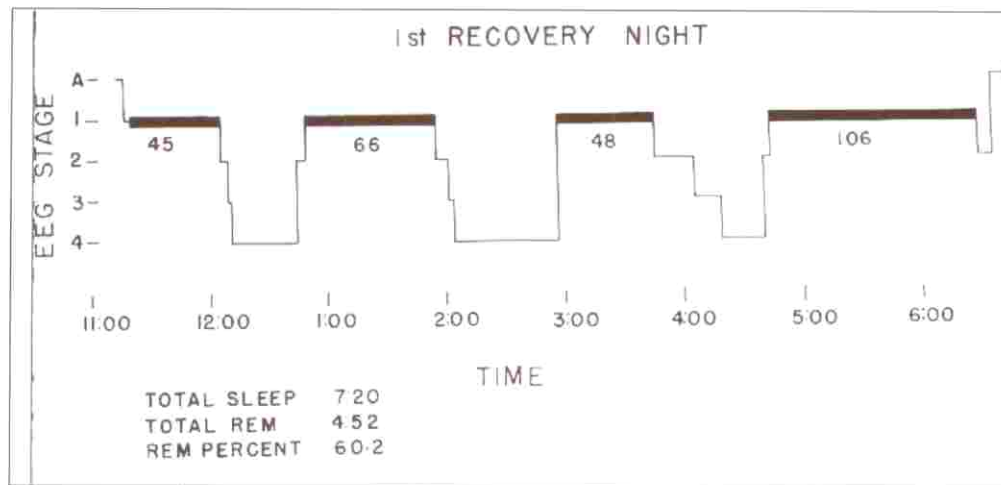 1st RECOVERY NIGHT
EEG STAGE
A
1
2
3
4
45
66
48
106
11:00 12:00 1:00 2:00 3:00 4:00 5:00 6:00
TIME
TOTAL SLEEP 7:20
TOTAL REM 4:52
REM PERCENT 60.2